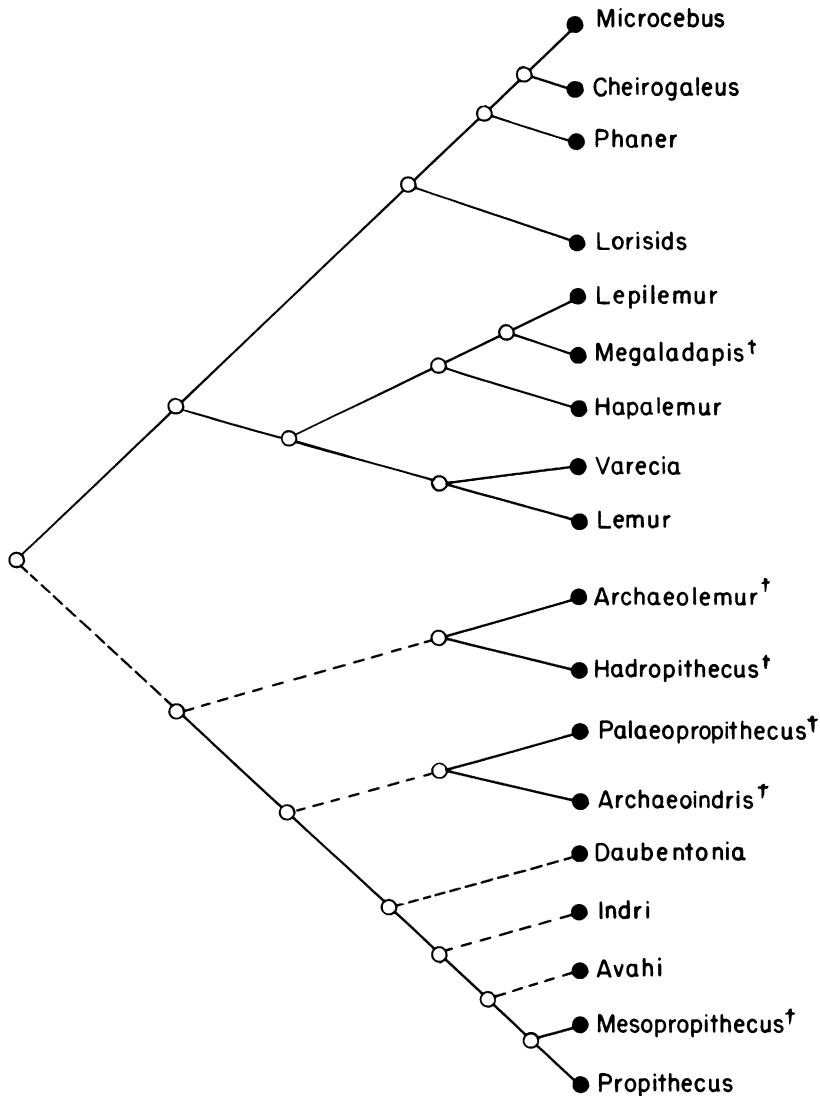 Microcebus
Cheirogaleus
Phaner
Lorisids
Lepilemur
Megaladapis†
Hapalemur
Varecia
Lemur
Archaeolemur†
Hadropithecus†
Palaeopropithecus†
Archaeoindris†
Daubentonia
Indri
Avahi
Mesopropithecus†
Propithecus